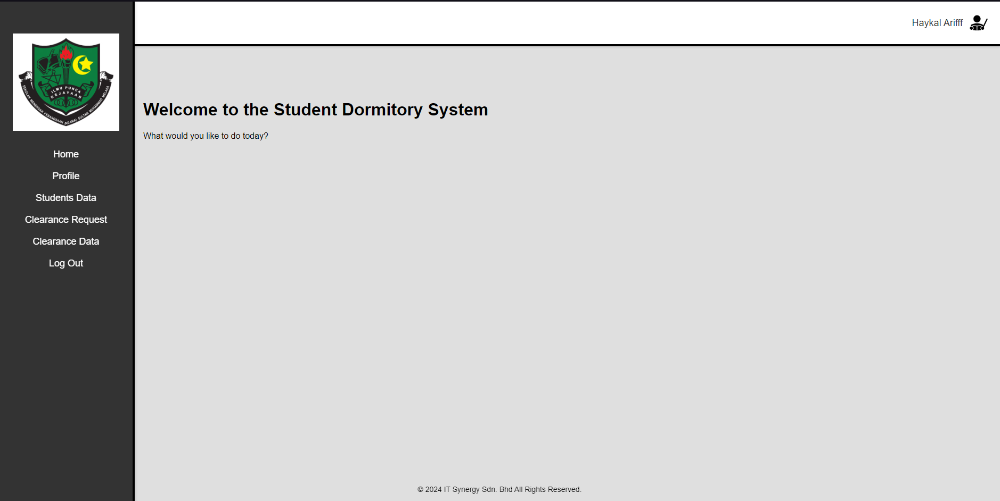 Haykal Arifff
ILMU PUNCA
KEJAYAAN
SEKOLAH MENENGAH KEBANGSAAN (AGAMA) SULTAN MUHAMMAD MELAKA
Home
Profile
Students Data
Clearance Request
Clearance Data
Log Out
Welcome to the Student Dormitory System
What would you like to do today?
© 2024 IT Synergy Sdn. Bhd All Rights Reserved.